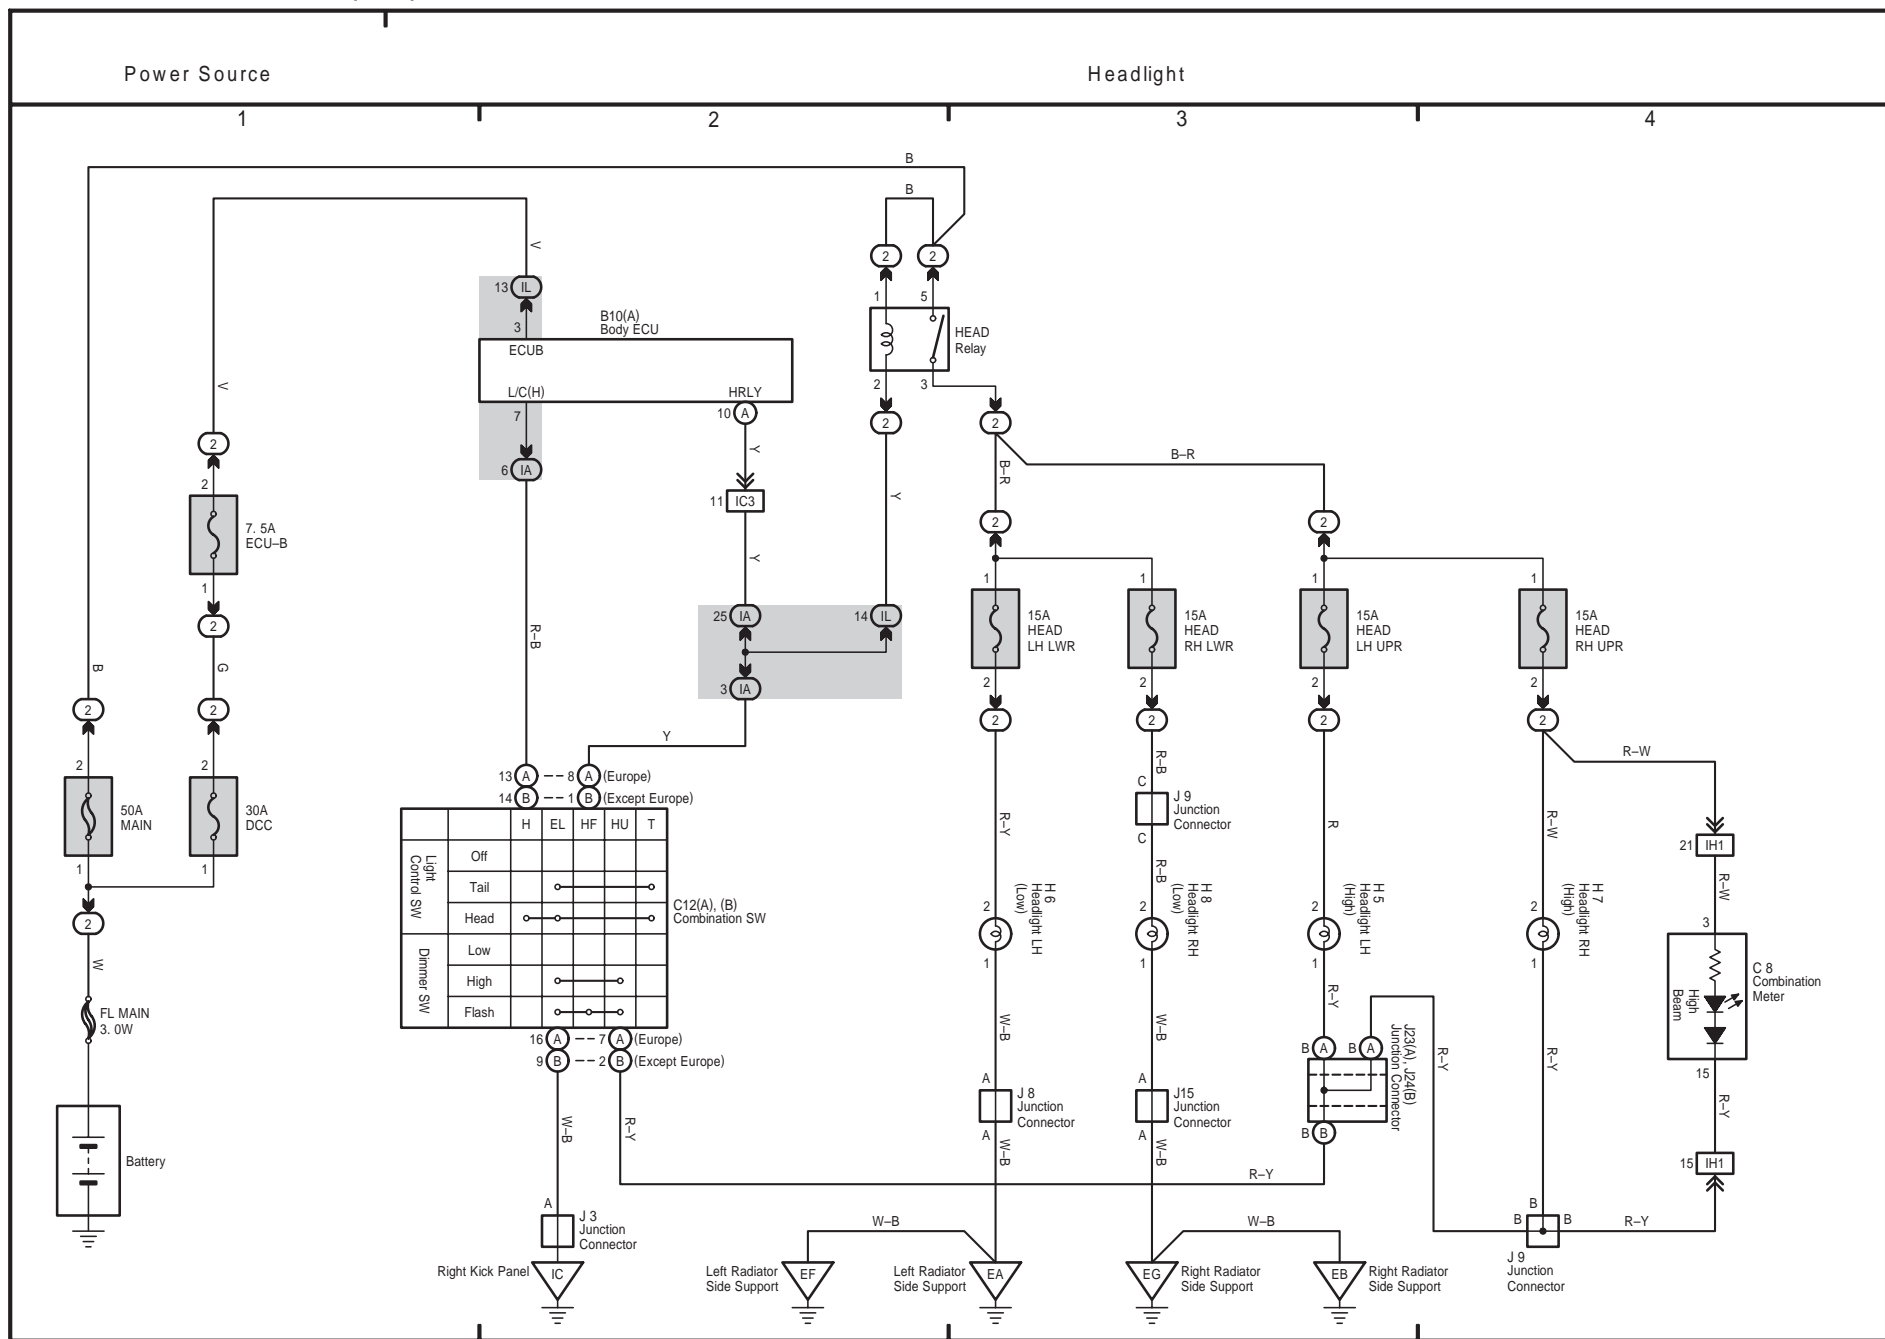 Power Source
Headlight
1
2
3
4
B
B
V
2
2
13 IL
1
5
3
B10(A)
Body ECU
ECUB
HEAD
Relay
L/C(H)
HRLY
2
3
V
7
10 A
2
2
2
Y
B–R
B–R
6 IA
2
11 IC3
Y
2
2
7. 5A
ECU–B
Y
1
1
1
1
1
2
25 IA
14 IL
15A
HEAD
LH LWR
15A
HEAD
RH LWR
15A
HEAD
LH UPR
15A
HEAD
RH UPR
R–B
B
G
3 IA
2
2
2
2
2
2
2
2
2
2
Y
R–W
R–B
2
2
13 A
8 A (Europe)
14 B
1 B (Except Europe)
C
J 9
Junction
Connector
C
50A
MAIN
30A
DCC
H
EL
HF
HU
T
R–Y
R
R–W
21 IH1
1
1
Light
Control SW
Off
Tail
Head
C12(A), (B)
Combination SW
R–B
R–W
2
H 6
Headlight LH
(Low)
H 8
Headlight RH
(Low)
H 5
Headlight LH
(High)
H 7
Headlight RH
(High)
2
2
2
2
3
Dimmer SW
Low
High
Flash
1
1
1
1
W
C 8
Combination
Meter
High
Beam
FL MAIN
3. 0W
16 A
7 A (Europe)
9 B
2 B (Except Europe)
W–B
W–B
R–Y
B A
B A
J23(A), J24(B)
Junction Connector
R–Y
R–Y
15
A
J 8
Junction
Connector
A
A
J15
Junction
Connector
A
R–Y
W–B
R–Y
W–B
W–B
B B
Battery
15 IH1
R–Y
A
J 3
Junction
Connector
W–B
W–B
B
B
B
R–Y
J 9
Junction
Connector
Right Kick Panel
IC
Left Radiator
Side Support
EF
Left Radiator
Side Support
EA
EG
Right Radiator
Side Support
EB
Right Radiator
Side Support